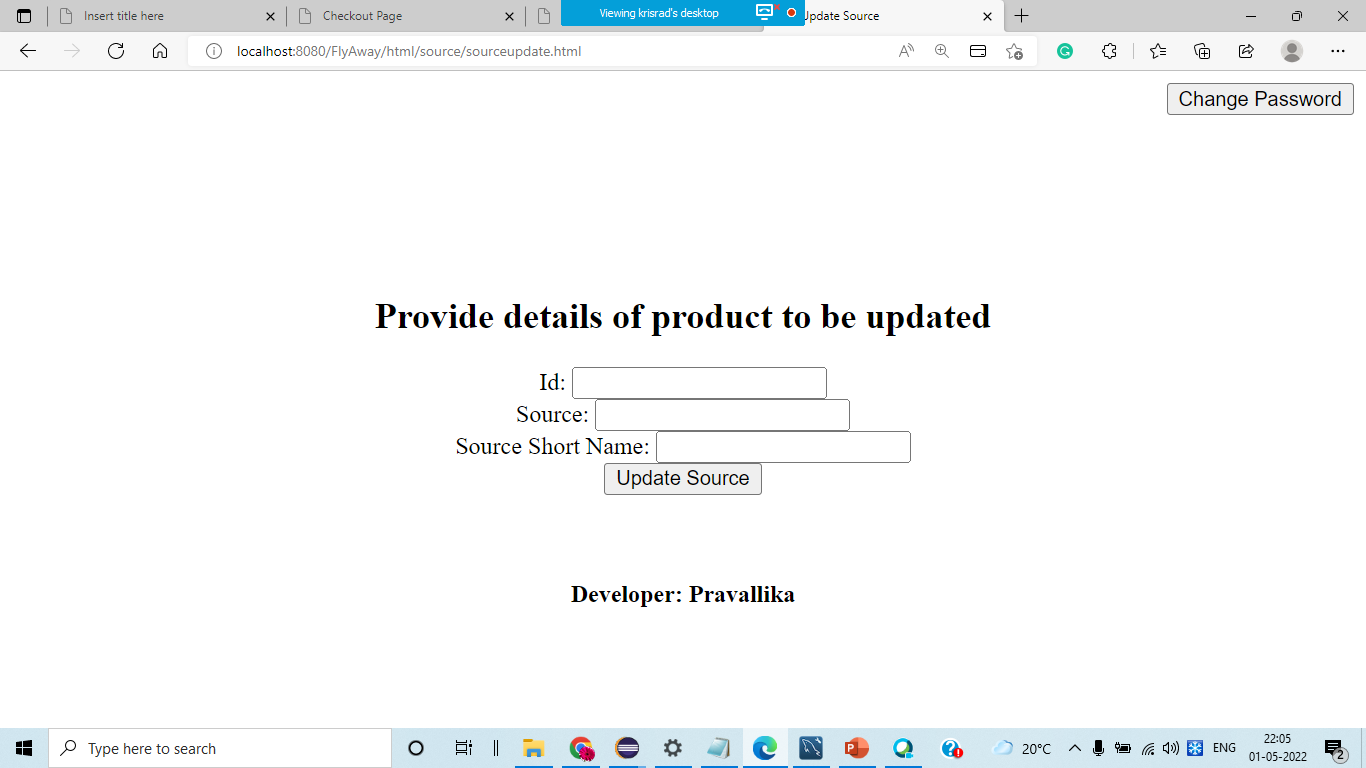 Insert title here
Checkout Page
Viewing krisrad's desktop
Update Source
localhost:8080/FlyAway/html/source/sourceupdate.html
Change Password
Provide details of product to be updated
Id:
Source:
Source Short Name:
Update Source
Developer: Pravallika
Type here to search
20°C
ENG
22:05
01-05-2022
2